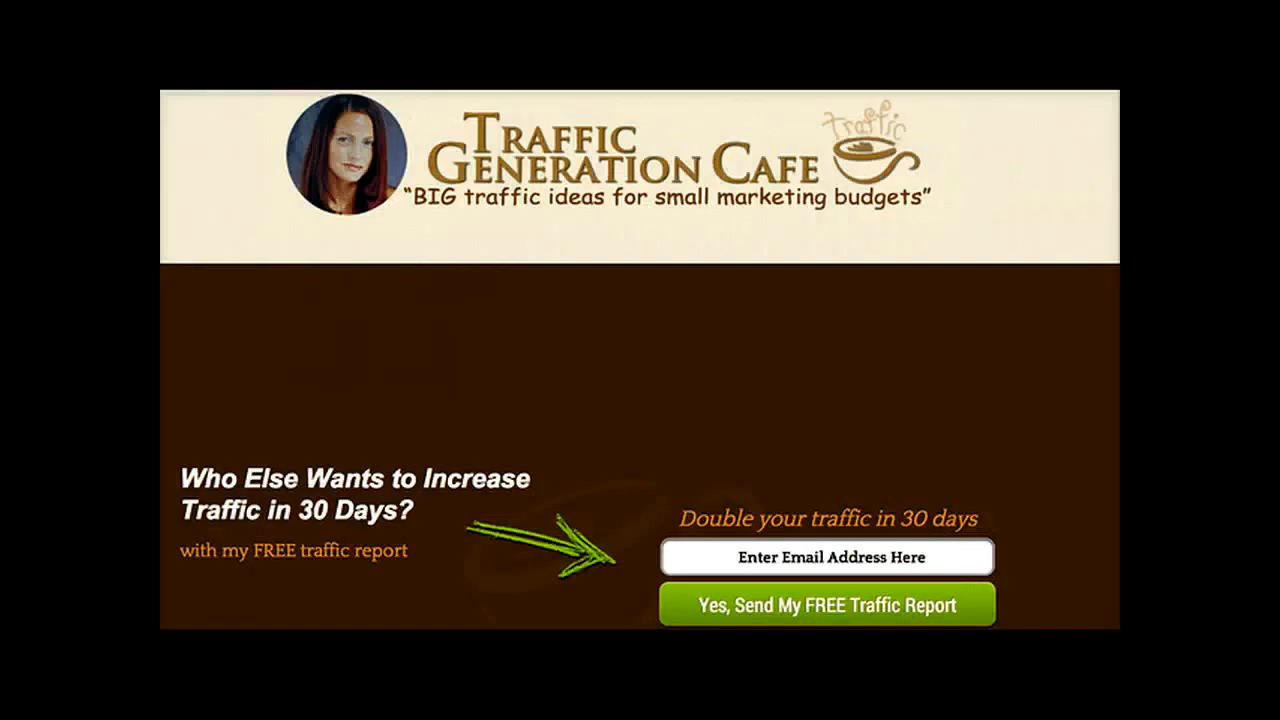 Traffic
TRAFFIC
GENERATION CAFE
“BIG traffic ideas for small marketing budgets”
Who Else Wants to Increase
Traffic in 30 Days?
with my FREE traffic report
Double your traffic in 30 days
Enter Email Address Here
Yes, Send My FREE Traffic Report